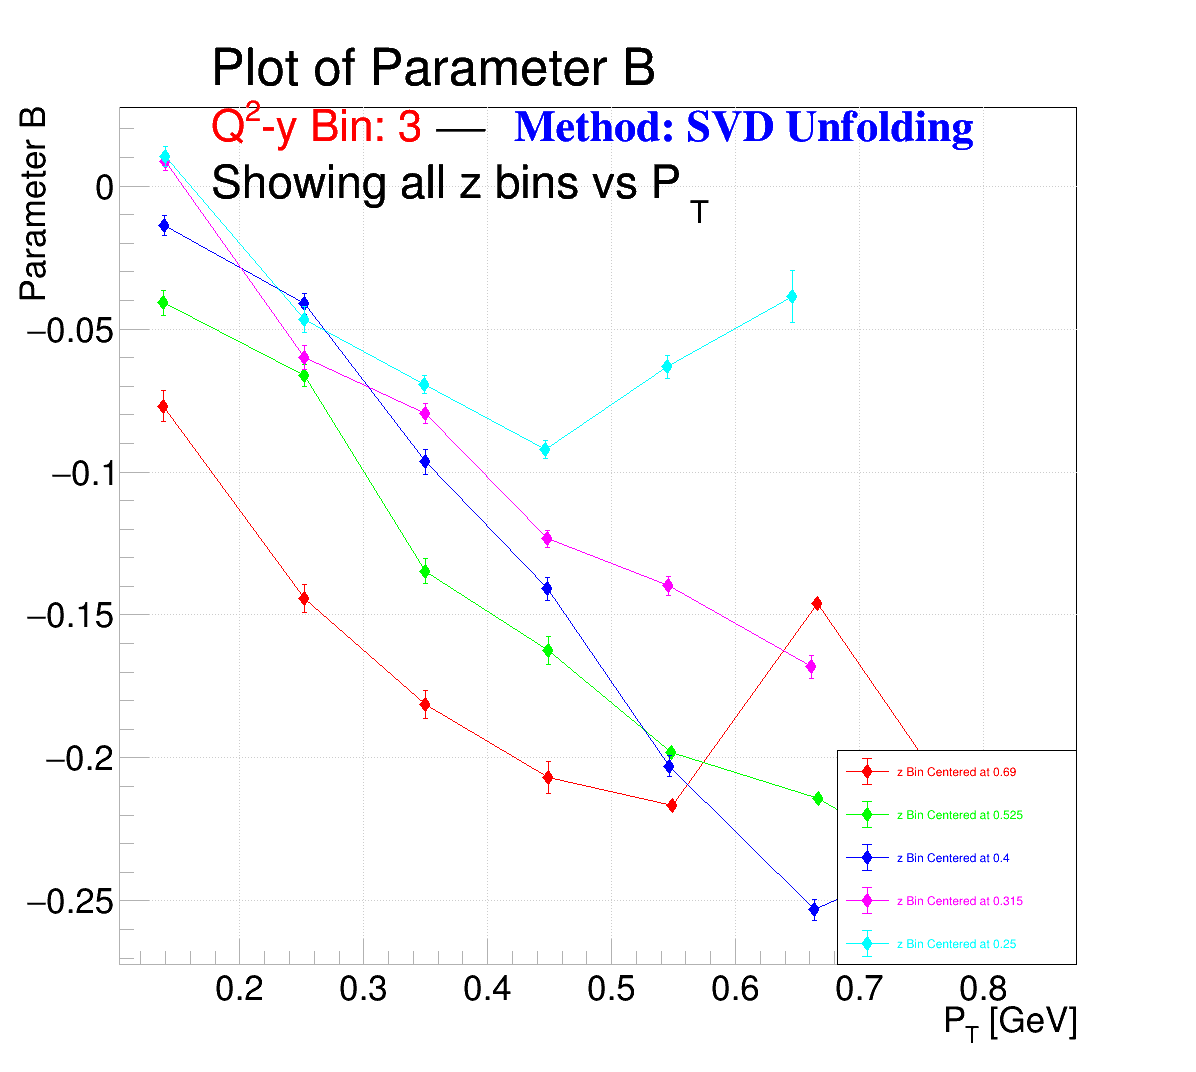 Plot of Parameter B
Q2-y Bin: 3 — Method: SVD Unfolding
Showing all z bins vs PT
Parameter B
0
−0.05
−0.1
−0.15
−0.2
−0.25
z Bin Centered at 0.69
z Bin Centered at 0.525
z Bin Centered at 0.4
z Bin Centered at 0.315
z Bin Centered at 0.25
0.2 0.3 0.4 0.5 0.6 0.7 0.8
PT [GeV]